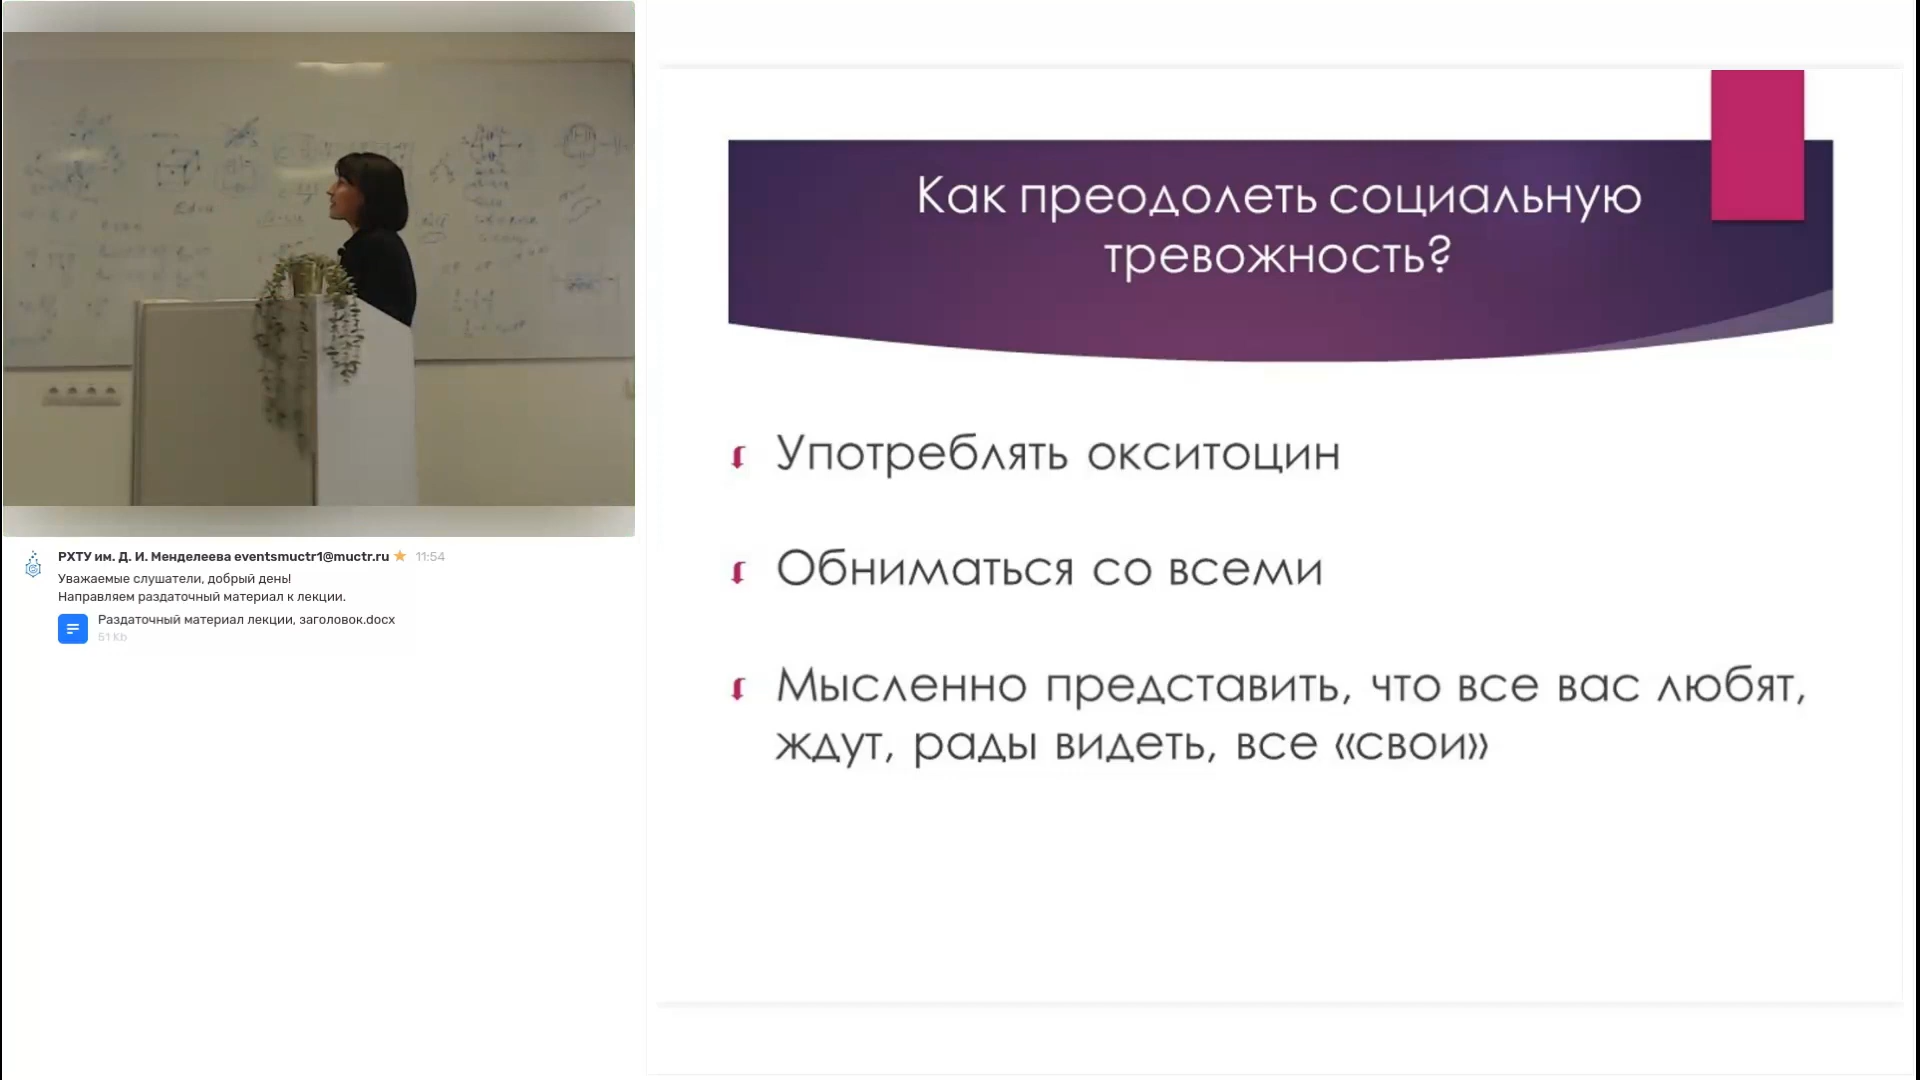 РХТУ им. Д. И. Менделеева eventsmuctr1@muctr.ru 11:54
Уважаемые слушатели, добрый день!
Направляем раздаточный материал к лекции.
Раздаточный материал лекции, заголовок.docx
51 Kb
Как преодолеть социальную
тревожность?
Употреблять окситоцин
Обниматься со всеми
Мысленно представить, что все вас любят,
ждут, рады видеть, все «свои»